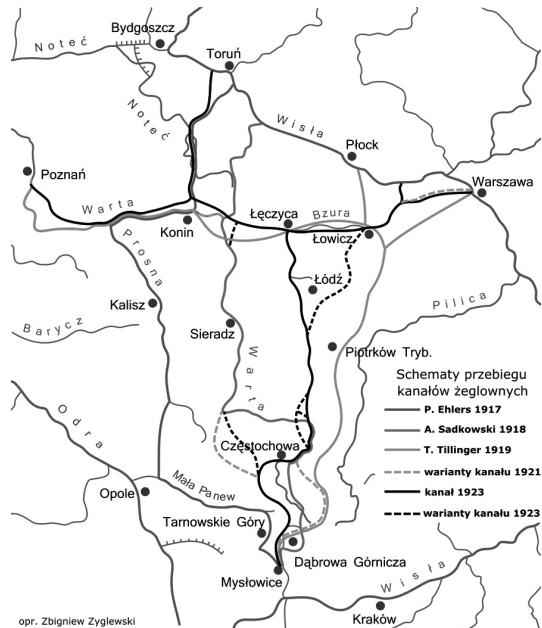 Bydgoszcz
Noteć
Toruń
Noteć
Wisła
Płock
Poznań
Warszawa
Warta
Łęczyca
Bzura
Konin
Łowicz
Prosna
Łódź
Kalisz
Pilica
Barycz
Sieradz
Warta
Piotrków Tryb.
Schematy przebiegu
kanałów żeglownych
P. Ehlers 1917
A. Sadkowski 1918
T. Tillinger 1919
warianty kanału 1921
kanał 1923
warianty kanału 1923
Odra
Częstochowa
Opole
Mała Panew
Tarnowskie Góry
Dąbrowa Górnicza
Mysłowice
Wisła
Kraków
opr. Zbigniew Zyglewski